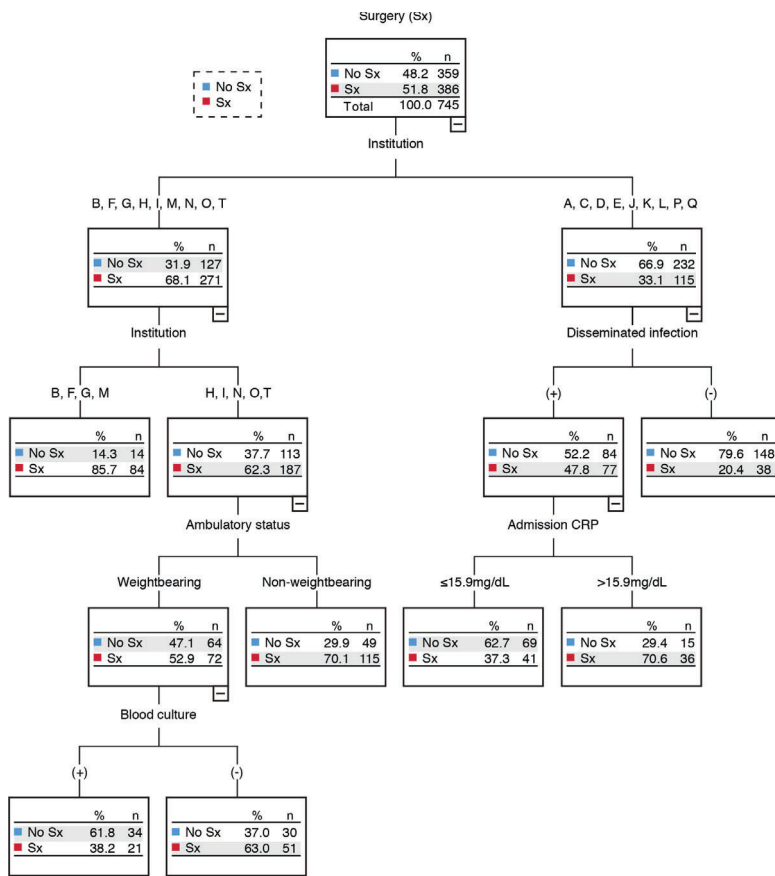 Surgery (Sx)
% n
No Sx 48.2 359
Sx 51.8 386
Total 100.0 745
No Sx
Sx
Institution
B, F, G, H, I, M, N, O, T
A, C, D, E, J, K, L, P, Q
% n
No Sx 31.9 127
Sx 68.1 271
% n
No Sx 66.9 232
Sx 33.1 115
Institution
Disseminated infection
B, F, G, M
H, I, N, O,T
(+)
(-)
% n
No Sx 14.3 14
Sx 85.7 84
% n
No Sx 37.7 113
Sx 62.3 187
% n
No Sx 52.2 84
Sx 47.8 77
% n
No Sx 79.6 148
Sx 20.4 38
Ambulatory status
Admission CRP
Weightbearing
Non-weightbearing
≤15.9mg/dL
>15.9mg/dL
% n
No Sx 47.1 64
Sx 52.9 72
% n
No Sx 29.9 49
Sx 70.1 115
% n
No Sx 62.7 69
Sx 37.3 41
% n
No Sx 29.4 15
Sx 70.6 36
Blood culture
(+)
(-)
% n
No Sx 61.8 34
Sx 38.2 21
% n
No Sx 37.0 30
Sx 63.0 51